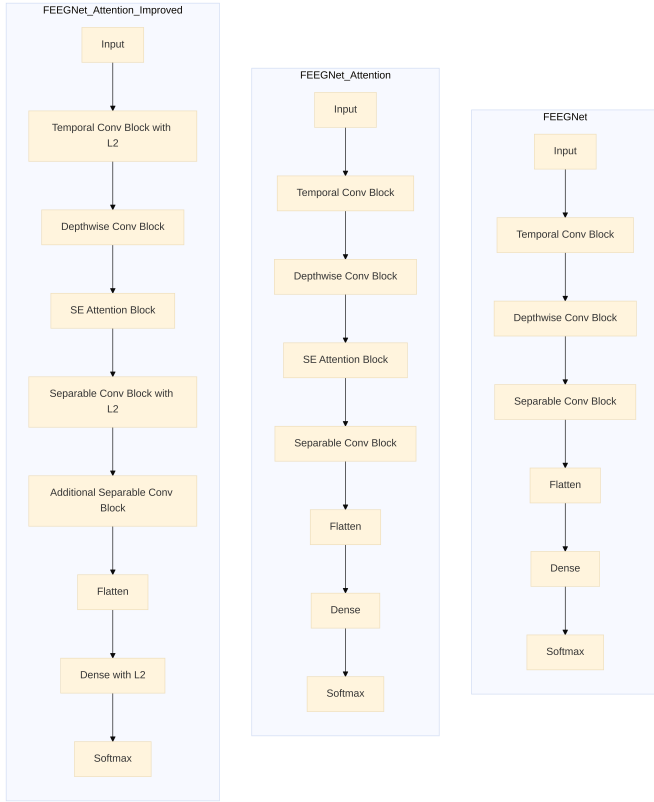 FEEGNet_Attention_Improved
Input
Temporal Conv Block with
L2
Depthwise Conv Block
SE Attention Block
Separable Conv Block with
L2
Additional Separable Conv
Block
Flatten
Dense with L2
Softmax
FEEGNet_Attention
Input
Temporal Conv Block
Depthwise Conv Block
SE Attention Block
Separable Conv Block
Flatten
Dense
Softmax
FEEGNet
Input
Temporal Conv Block
Depthwise Conv Block
Separable Conv Block
Flatten
Dense
Softmax